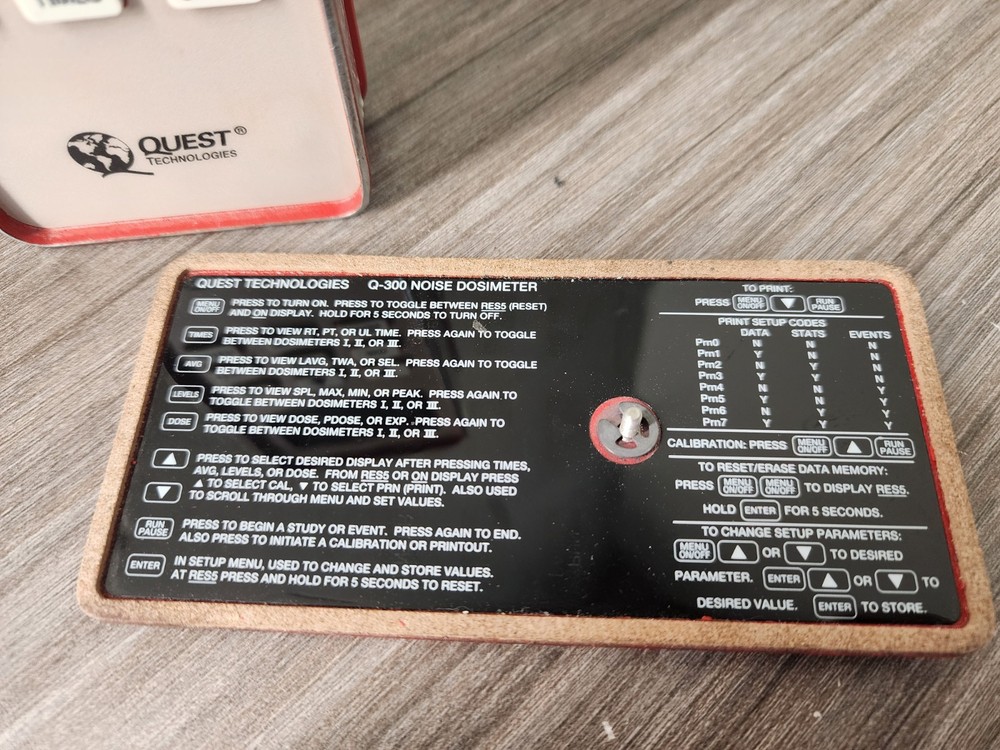 QUEST®
TECHNOLOGIES
QUEST TECHNOLOGIES Q-300 NOISE DOSIMETER
MENU ON/OFF PRESS TO TURN ON. PRESS TO TOGGLE BETWEEN RES5 (RESET)
AND ON DISPLAY. HOLD FOR 5 SECONDS TO TURN OFF.
TIMES PRESS TO VIEW RT, PT, OR UL TIME. PRESS AGAIN TO TOGGLE
BETWEEN DOSIMETERS I, II, OR III.
AVG PRESS TO VIEW LAVG, TWA, OR SEL. PRESS AGAIN TO TOGGLE
BETWEEN DOSIMETERS I, II, OR III.
LEVELS PRESS TO VIEW SPL, MAX, MIN, OR PEAK. PRESS AGAIN TO
TOGGLE BETWEEN DOSIMETERS I, II, OR III.
DOSE PRESS TO VIEW DOSE, PDOSE, OR EXP. PRESS AGAIN TO
TOGGLE BETWEEN DOSIMETERS I, II, OR III.
▲ PRESS TO SELECT DESIRED DISPLAY AFTER PRESSING TIMES,
AVG, LEVELS, OR DOSE. FROM RES5 OR ON DISPLAY PRESS
▼ ▲ TO SELECT CAL, ▼ TO SELECT PRN (PRINT). ALSO USED
TO SCROLL THROUGH MENU AND SET VALUES.
RUN PAUSE PRESS TO BEGIN A STUDY OR EVENT. PRESS AGAIN TO END.
ALSO PRESS TO INITIATE A CALIBRATION OR PRINTOUT.
ENTER IN SETUP MENU, USED TO CHANGE AND STORE VALUES.
AT RES5 PRESS AND HOLD FOR 5 SECONDS TO RESET.
TO PRINT:
PRESS MENU ON/OFF ▼ RUN PAUSE
PRINT SETUP CODES
DATA STATS EVENTS
Prn0 N N N
Prn1 Y N N
Prn2 N Y N
Prn3 Y Y N
Prn4 N N Y
Prn5 Y N Y
Prn6 N Y Y
Prn7 Y Y Y
CALIBRATION: PRESS MENU ON/OFF ▲ RUN PAUSE
TO RESET/ERASE DATA MEMORY:
PRESS MENU ON/OFF MENU ON/OFF TO DISPLAY RES5.
HOLD ENTER FOR 5 SECONDS.
TO CHANGE SETUP PARAMETERS:
MENU ON/OFF ▲ OR ▼ TO DESIRED
PARAMETER. ENTER ▲ OR ▼ TO
DESIRED VALUE. ENTER TO STORE.